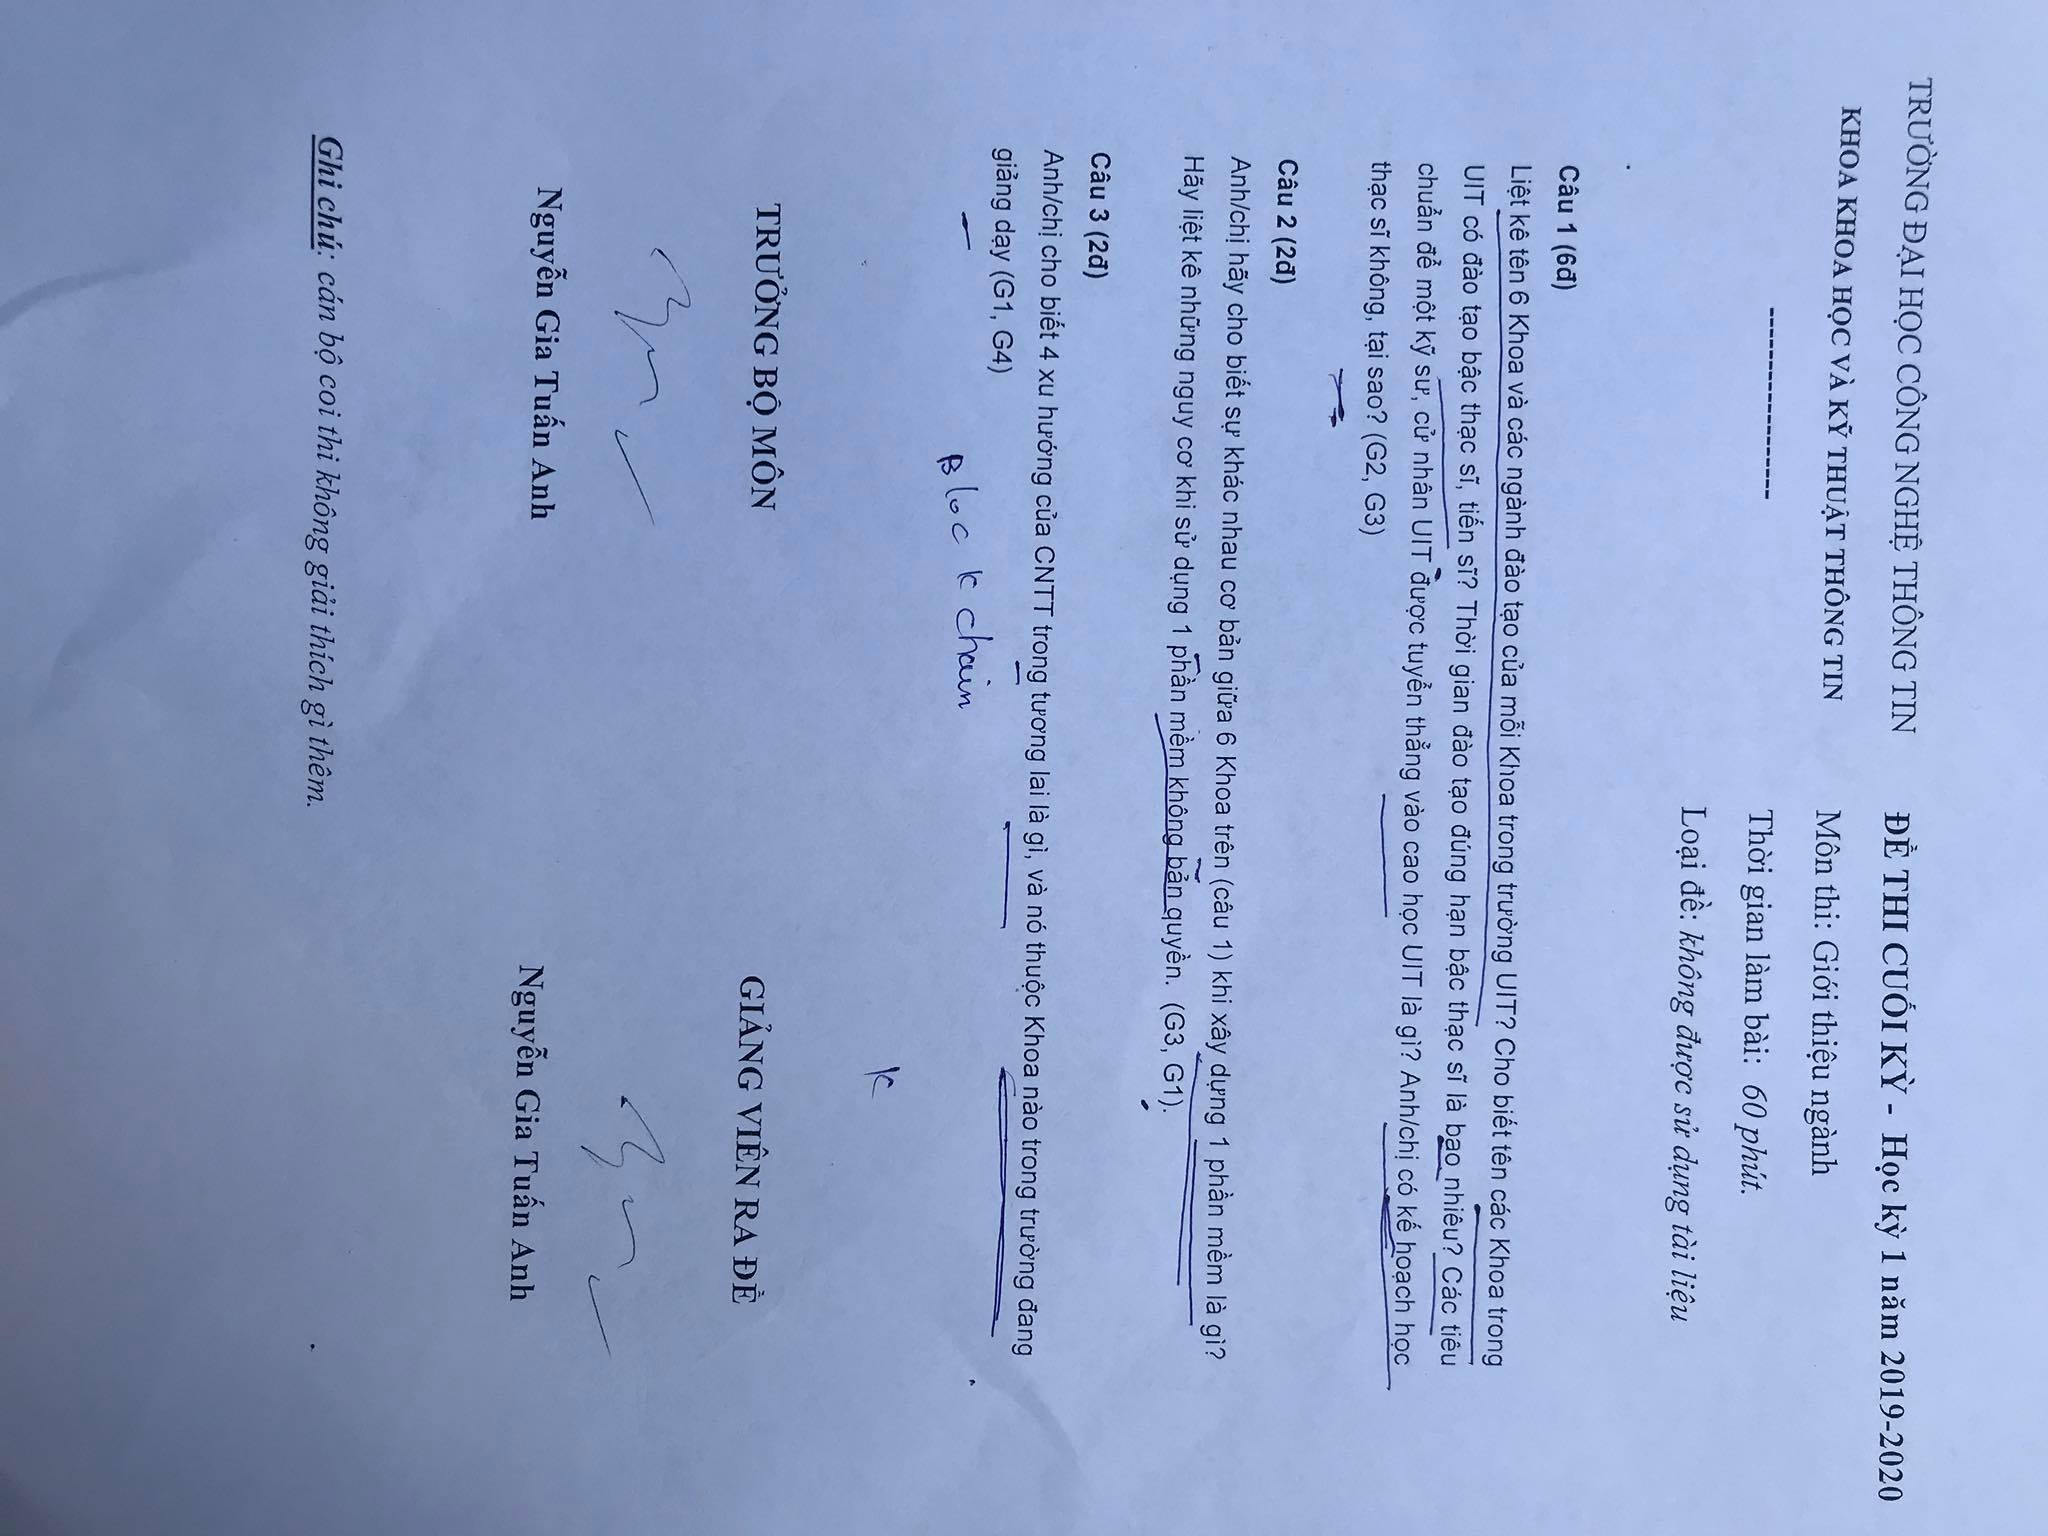 TRƯỜNG ĐẠI HỌC CÔNG NGHỆ THÔNG TIN
KHOA KHOA HỌC VÀ KỸ THUẬT THÔNG TIN
------------------
ĐỀ THI CUỐI KỲ - Học kỳ 1 năm 2019-2020
Môn thi: Giới thiệu ngành
Thời gian làm bài: 60 phút.
Loại đề: không được sử dụng tài liệu
Câu 1 (6đ)
Liệt kê tên 6 Khoa và các ngành đào tạo của mỗi Khoa trong trường UIT? Cho biết tên các Khoa trong
UIT có đào tạo bậc thạc sĩ, tiến sĩ? Thời gian đào tạo đúng hạn bậc thạc sĩ là bao nhiêu? Các tiêu
chuẩn để một kỹ sư, cử nhân UIT được tuyển thẳng vào cao học UIT là gì? Anh/chị có kế hoạch học
thạc sĩ không, tại sao? (G2, G3)
Câu 2 (2đ)
Anh/chị hãy cho biết sự khác nhau cơ bản giữa 6 Khoa trên (câu 1) khi xây dựng 1 phần mềm là gì?
Hãy liệt kê những nguy cơ khi sử dụng 1 phần mềm không bản quyền. (G3, G1).
Câu 3 (2đ)
Anh/chị cho biết 4 xu hướng của CNTT trong tương lai là gì, và nó thuộc Khoa nào trong trường đang
giảng dạy (G1, G4)
Block chain
K
TRƯỞNG BỘ MÔN
GIẢNG VIÊN RA ĐỀ
Nguyễn Gia Tuấn Anh
Nguyễn Gia Tuấn Anh
Ghi chú: cán bộ coi thi không giải thích gì thêm.